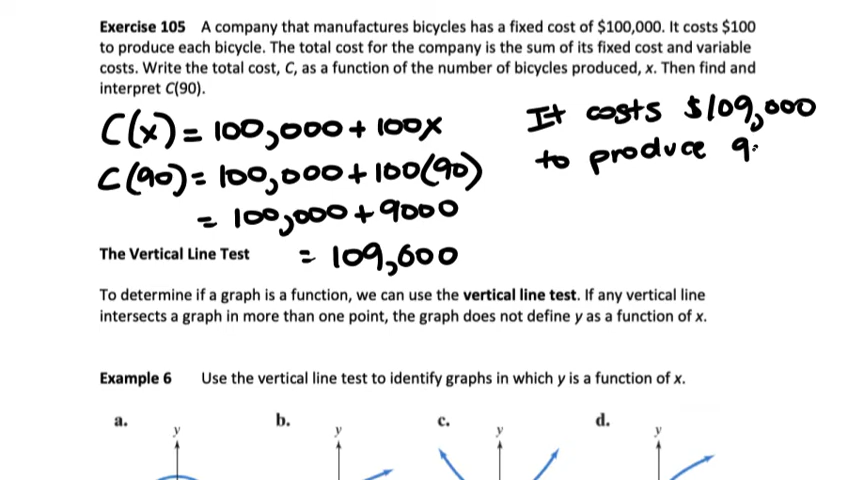 Exercise 105 A company that manufactures bicycles has a fixed cost of $100,000. It costs $100
to produce each bicycle. The total cost for the company is the sum of its fixed cost and variable
costs. Write the total cost, C, as a function of the number of bicycles produced, x. Then find and
interpret C(90).
C(x) = 100,000 + 100x
C(90) = 100,000 + 100(90)
= 100,000 + 9000
= 109,000
It costs $109,000
to produce 9
The Vertical Line Test
To determine if a graph is a function, we can use the vertical line test. If any vertical line
intersects a graph in more than one point, the graph does not define y as a function of x.
Example 6 Use the vertical line test to identify graphs in which y is a function of x.
a. b. c. d.
y y y y